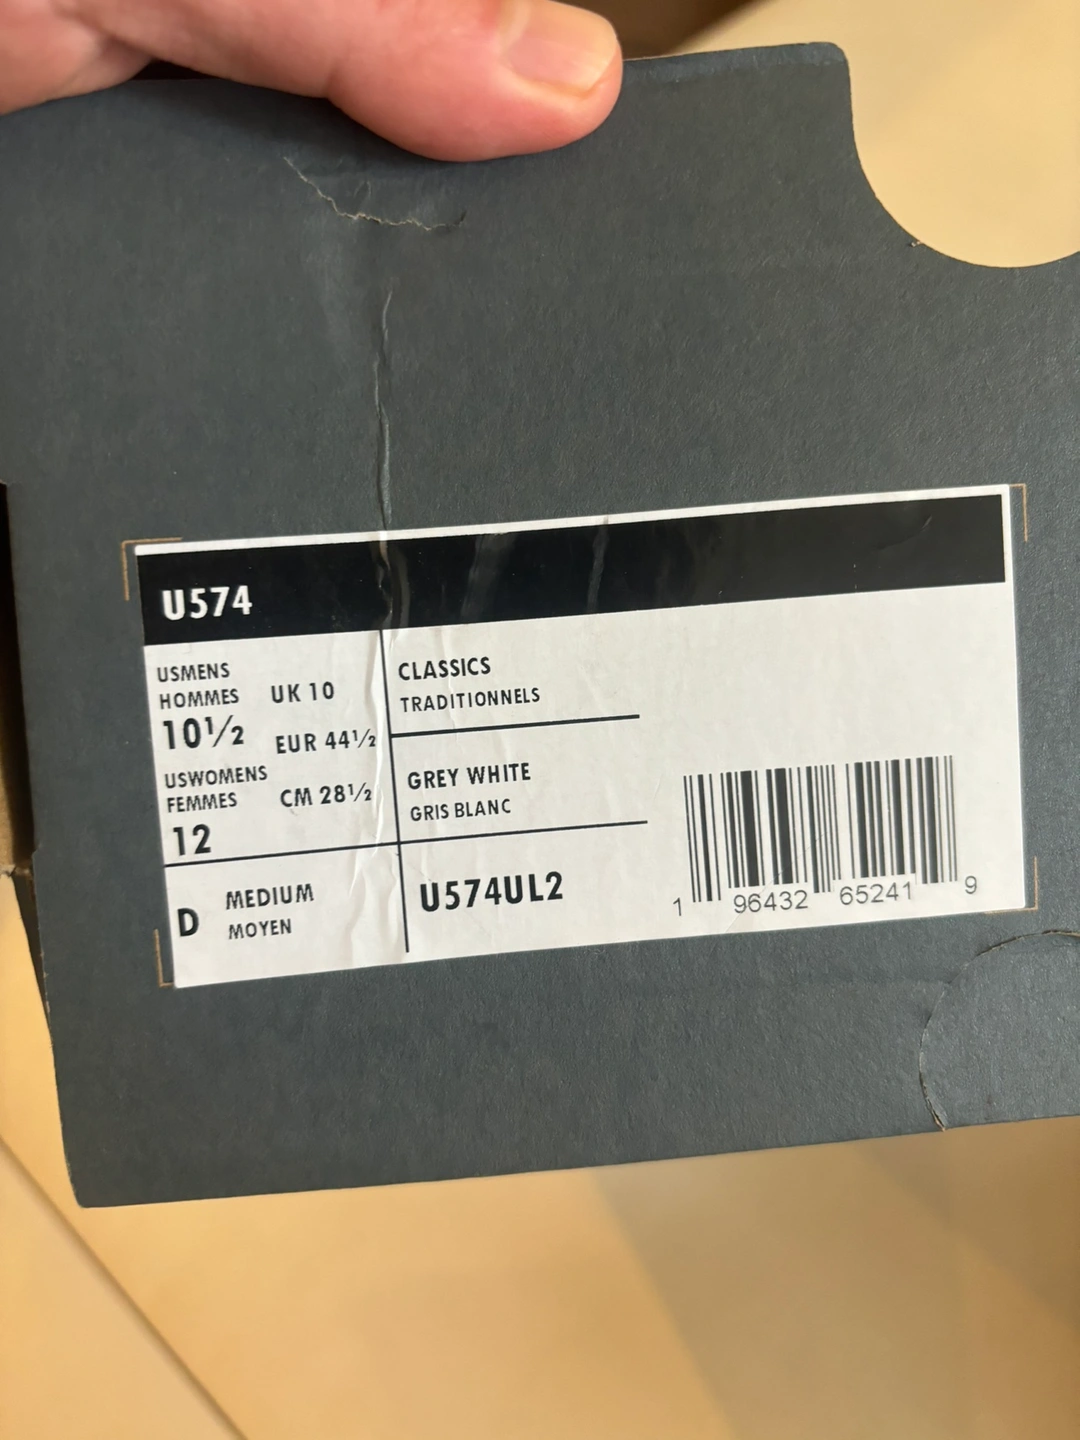 U574
USMENS
HOMMES
10½
UK 10
EUR 44½
USWOMENS
FEMMES
12
CM 28½
D
MEDIUM
MOYEN
CLASSICS
TRADITIONNELS
GREY WHITE
GRIS BLANC
U574UL2
1 96432 65241 9